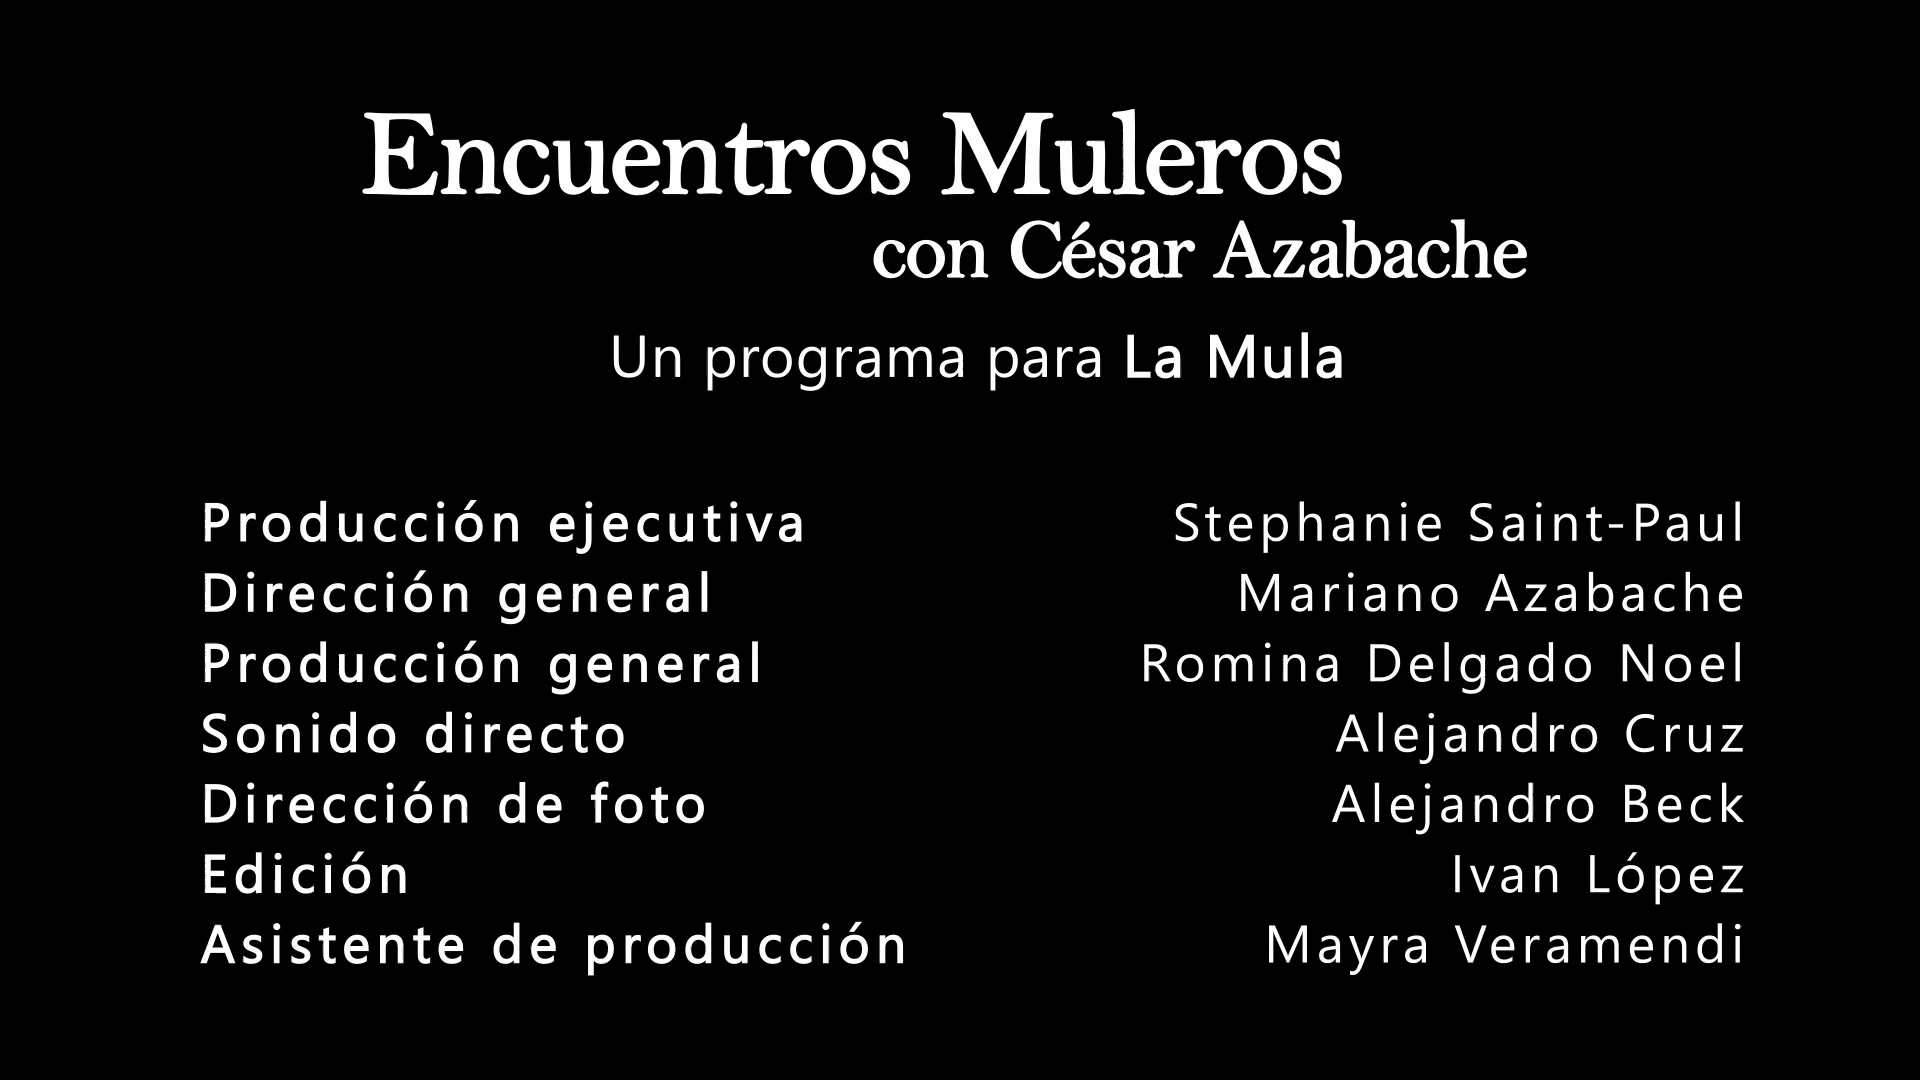 Encuentros Muleros
con César Azabache
Un programa para La Mula
Producción ejecutiva Stephanie Saint-Paul
Dirección general Mariano Azabache
Producción general Romina Delgado Noel
Sonido directo Alejandro Cruz
Dirección de foto Alejandro Beck
Edición Ivan López
Asistente de producción Mayra Veramendi